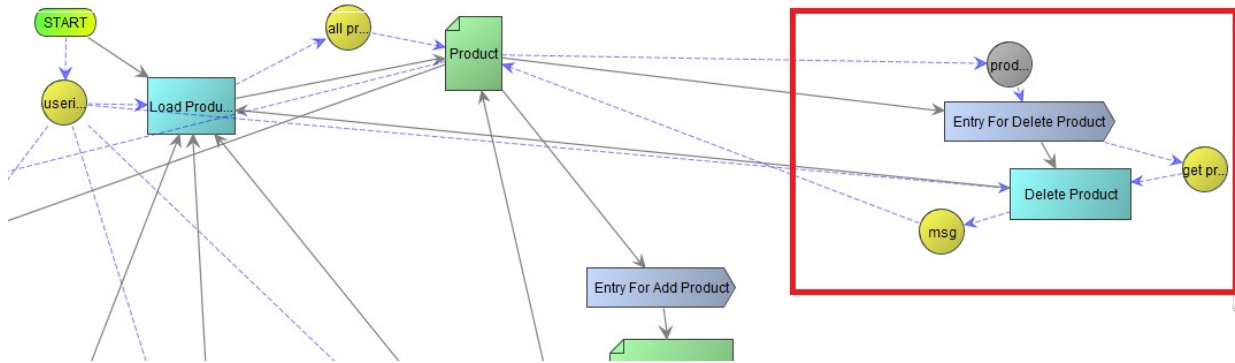 START
all pr...
Product
prod...
useri...
Load Produ...
Entry For Delete Product
get pr...
Delete Product
msg
Entry For Add Product